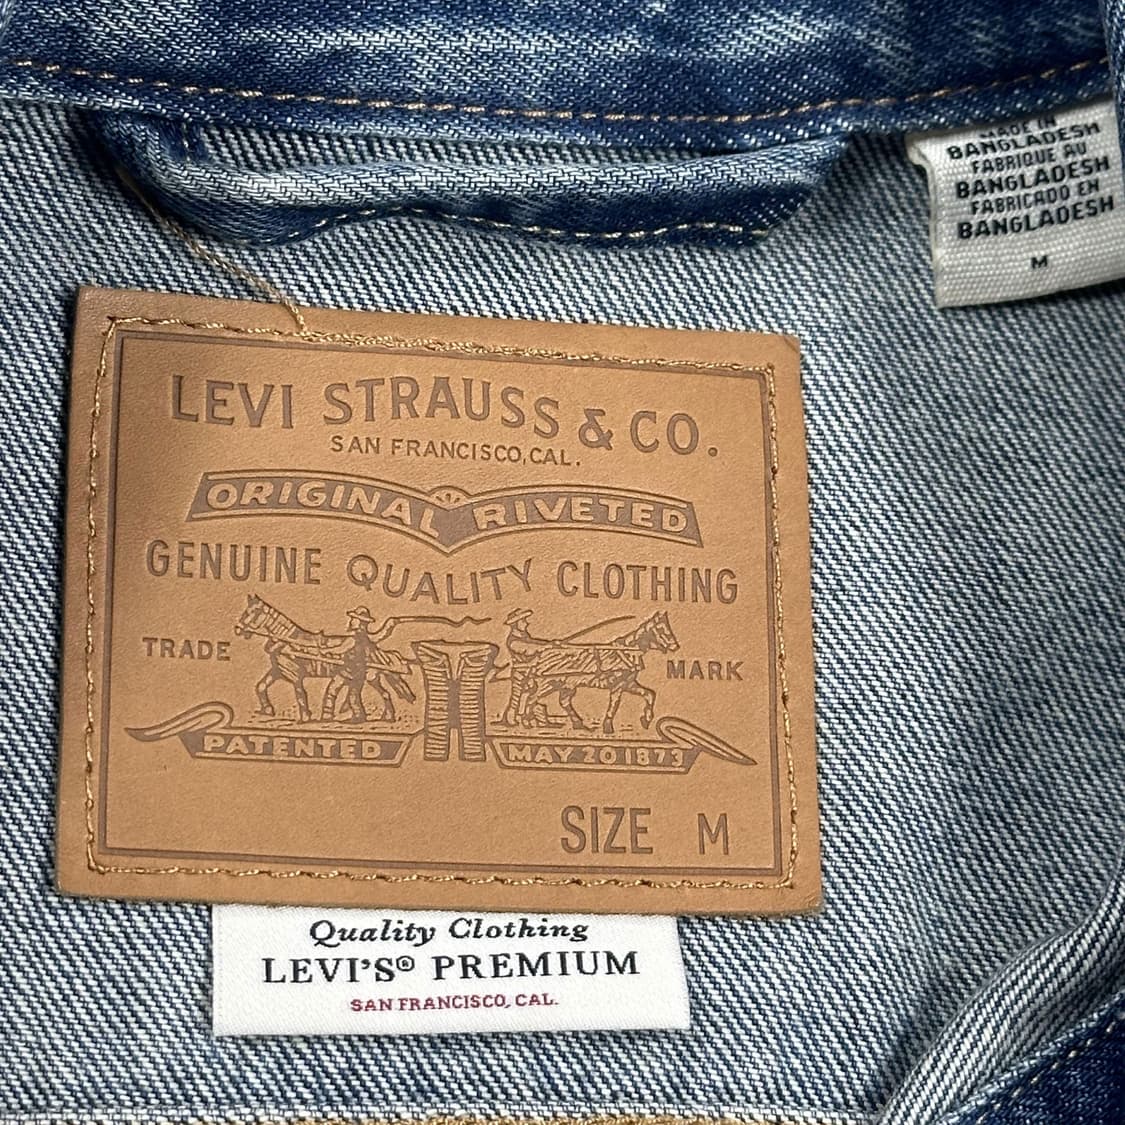 MADE IN
BANGLADESH
FABRIQUE AU
BANGLADESH
FABRICADO EN
BANGLADESH
M
LEVI STRAUSS & CO.
SAN FRANCISCO, CAL.
ORIGINAL RIVETED
GENUINE QUALITY CLOTHING
TRADE MARK
PATENTED MAY 20 1873
SIZE M
Quality Clothing
LEVI'S® PREMIUM
SAN FRANCISCO, CAL.